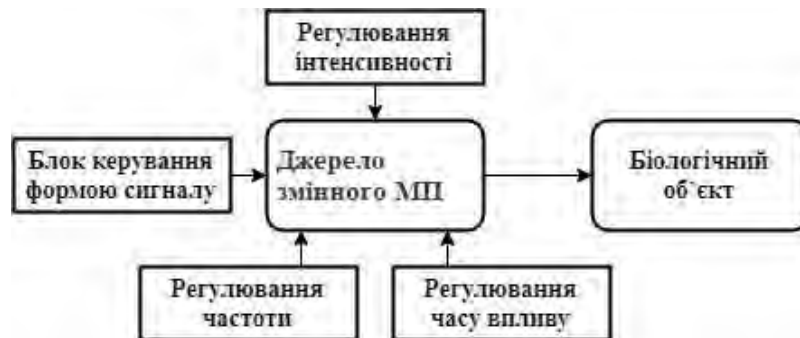 Регулювання
інтенсивності
Блок керування
формою сигналу
Джерело
змінного МП
Біологічний
об`єкт
Регулювання
частоти
Регулювання
часу впливу